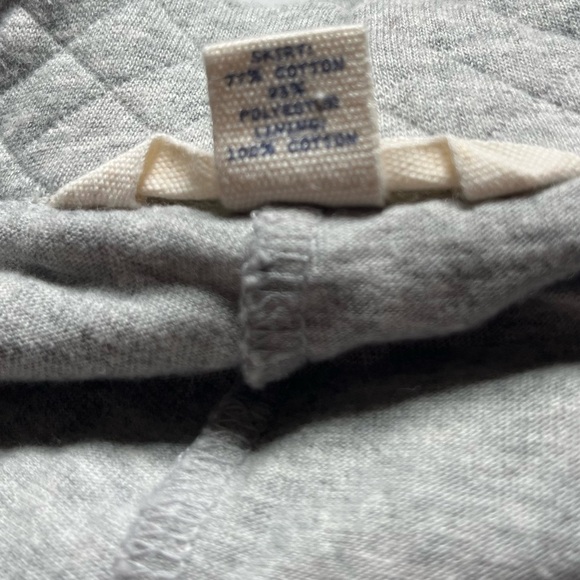 SKIRT:
77% COTTON
23%
POLYESTER
LINING:
100% COTTON